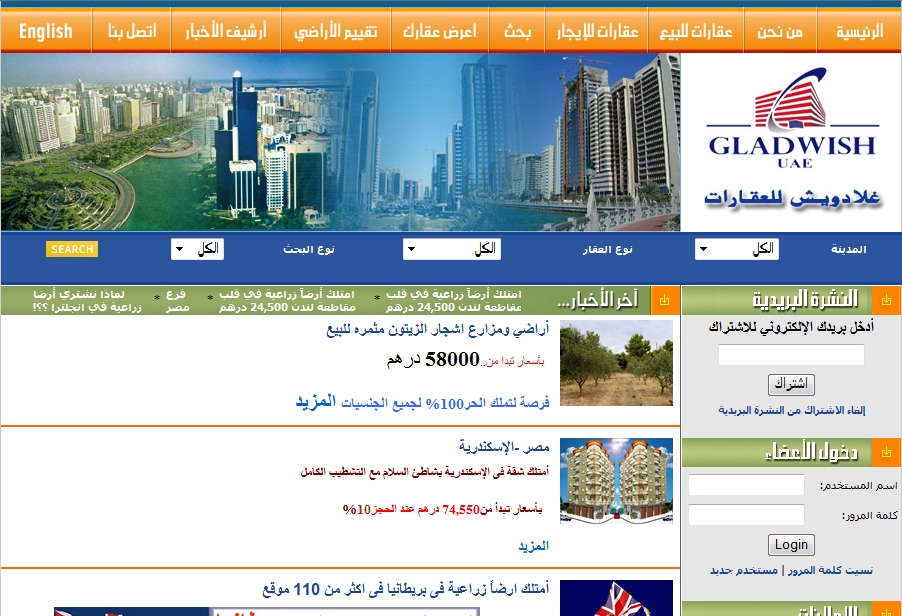 الرئيسية
من نحن
عقارات للبيع
عقارات للإيجار
بحث
اعرض عقارك
تقييم الأراضي
أرشيف الأخبار
اتصل بنا
English
GLADWISH
UAE
غلادويش للعقارات
المدينة
الكل
نوع العقار
الكل
نوع البحث
الكل
SEARCH
النشرة البريدية
أدخل بريدك الإلكتروني للاشتراك
اشتراك
إلغاء الاشتراك من النشرة البريدية
دخول الأعضاء
اسم المستخدم:
كلمة المرور:
Login
نسيت كلمة المرور | مستخدم جديد
آخر الأخبار...
امتلك أرضاً زراعية في قلب
مقاطعة لندن 24,500 درهم
* امتلك أرضاً زراعية في قلب
مقاطعة لندن 24,500 درهم
* فرع
مصر
* لماذا تشتري أرضا
زراعية في انجلترا ؟؟!
أراضي ومزارع اشجار الزيتون مثمره للبيع
بأسعار تبدا من..58000 درهم
فرصة لتملك الحر100% لجميع الجنسيات المزيد
مصر -الإسكندرية
أمتلك شقة فى الإسكندرية بشاطئ السلام مع التشطيب الكامل
بأسعار تبدأ من74,550 درهم عند الحجز10%
المزيد
أمتلك ارضاً زراعية فى بريطانيا فى اكثر من 110 موقع